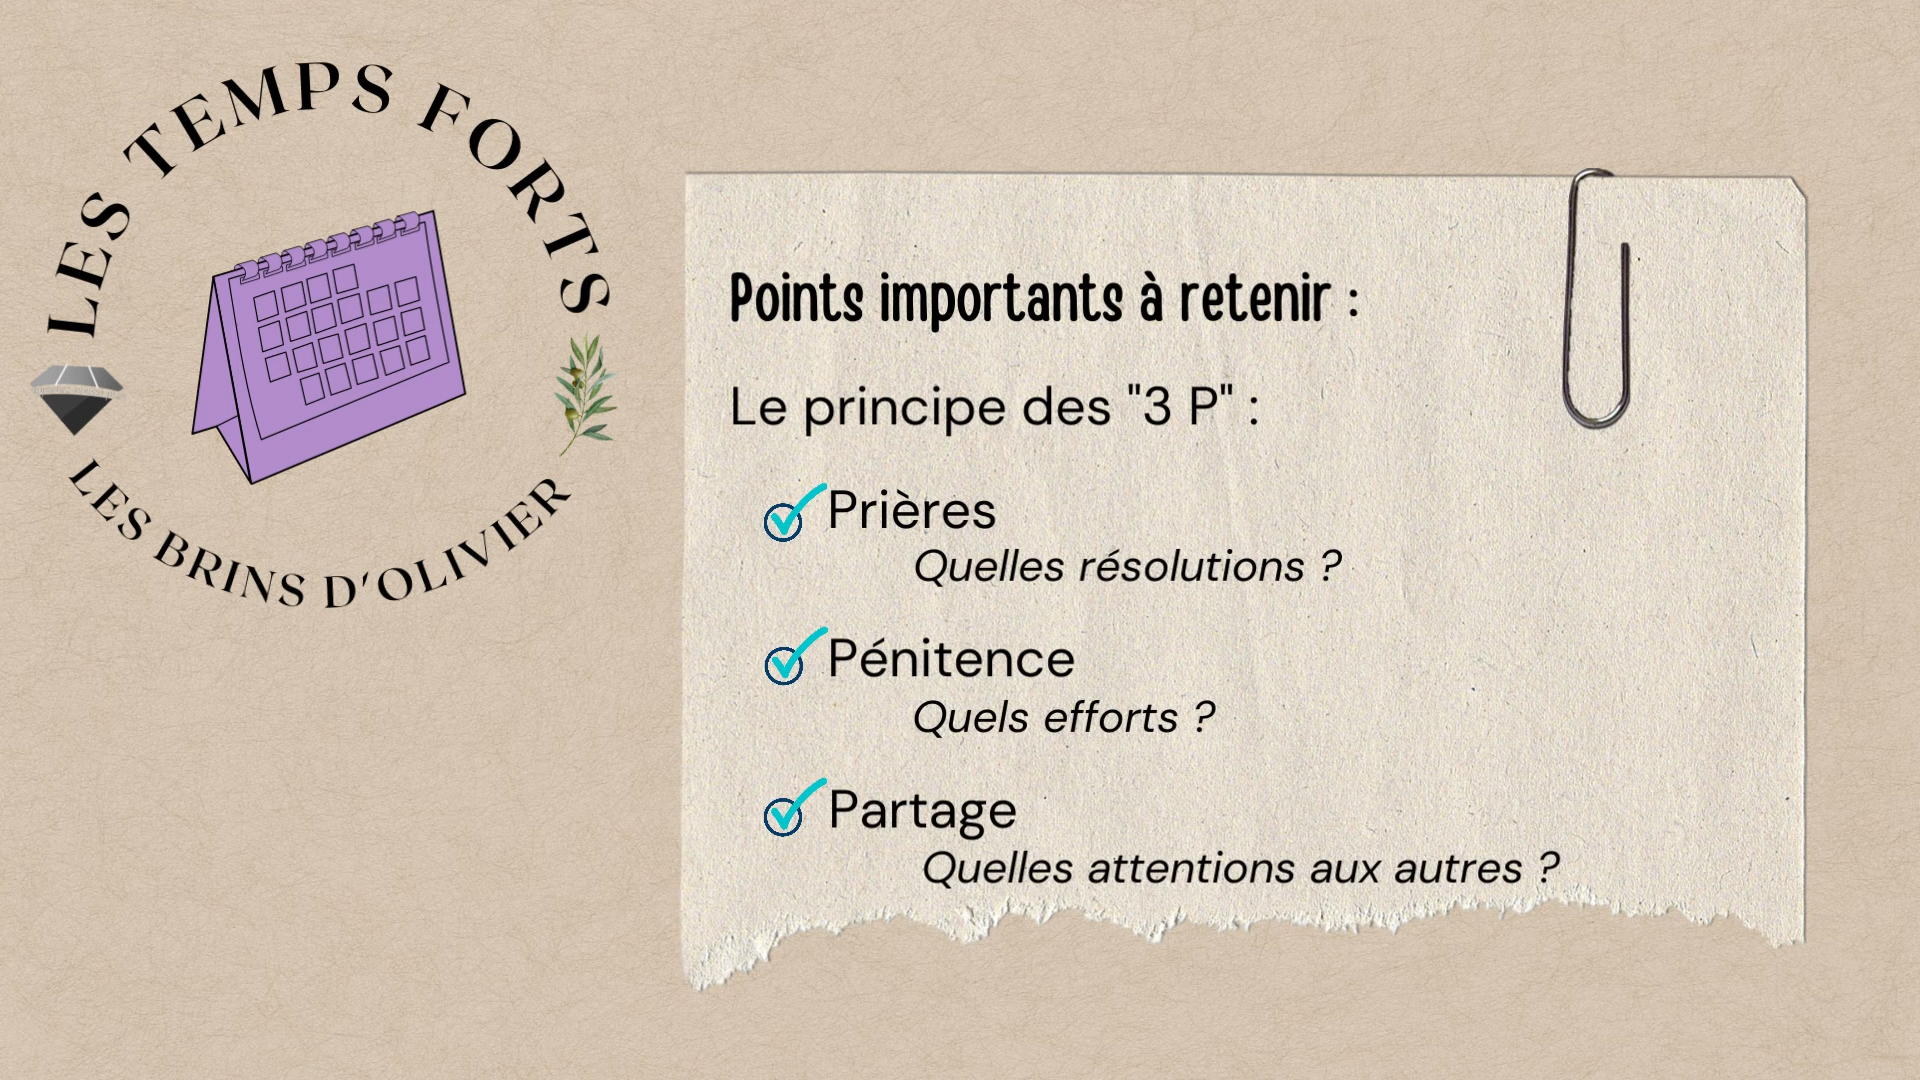 LES TEMPS FORTS
LES BRINS D'OLIVIER
Points importants à retenir :
Le principe des "3 P" :
Prières
Quelles résolutions ?
Pénitence
Quels efforts ?
Partage
Quelles attentions aux autres ?